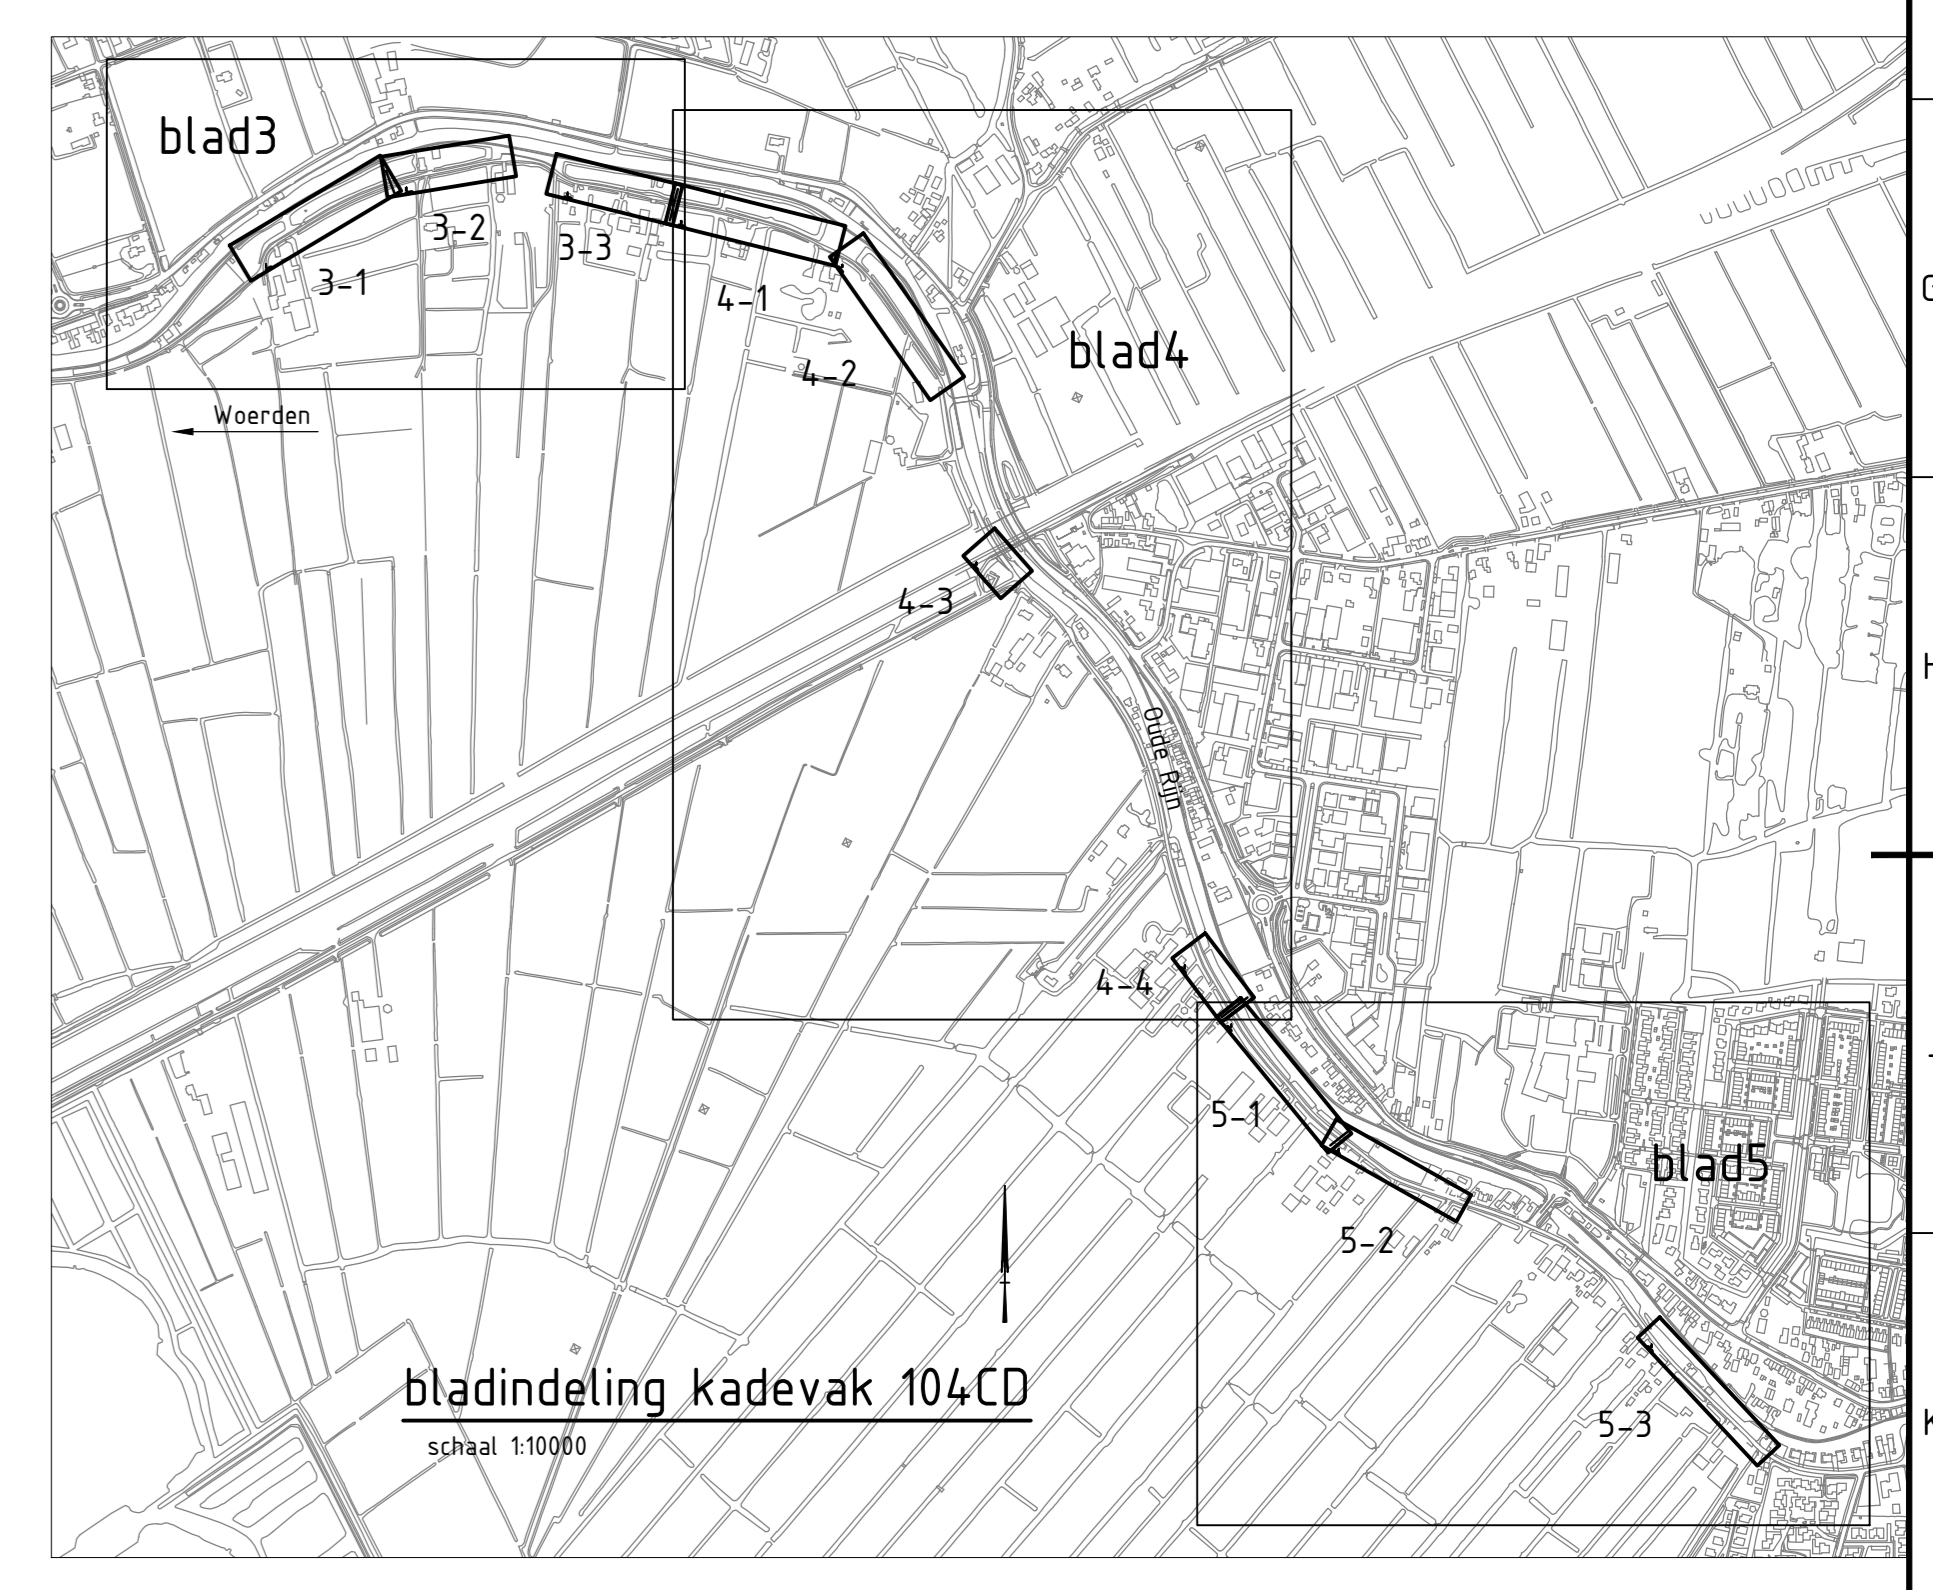 blad3
3-1
3-2
3-3
Woerden
4-1
4-2
blad4
4-3
Oude Rijn
4-4
5-1
5-2
blad5
5-3
bladindeling kadevak 104CD
schaal 1:10000
H
K